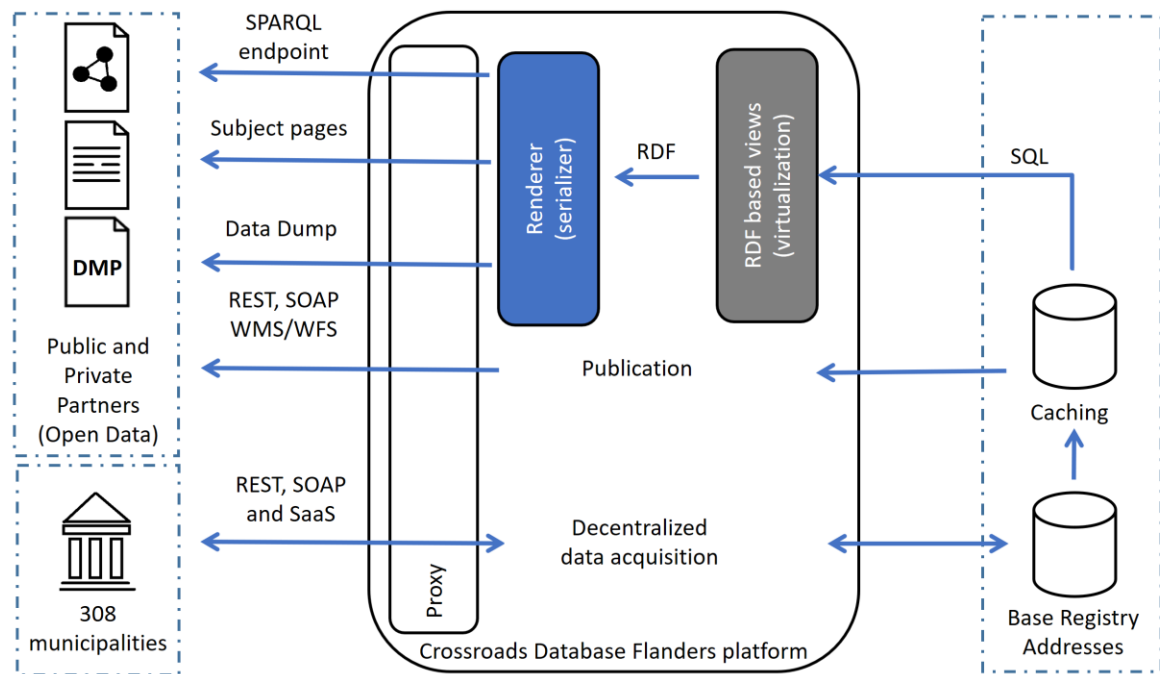 SPARQL
endpoint
Subject pages
Data Dump
DMP
REST, SOAP
WMS/WFS
Public and
Private
Partners
(Open Data)
REST, SOAP
and SaaS
308
municipalities
Proxy
Renderer
(serializer)
RDF
RDF based views
(virtualization)
Publication
Decentralized
data acquisition
Crossroads Database Flanders platform
SQL
Caching
Base Registry
Addresses